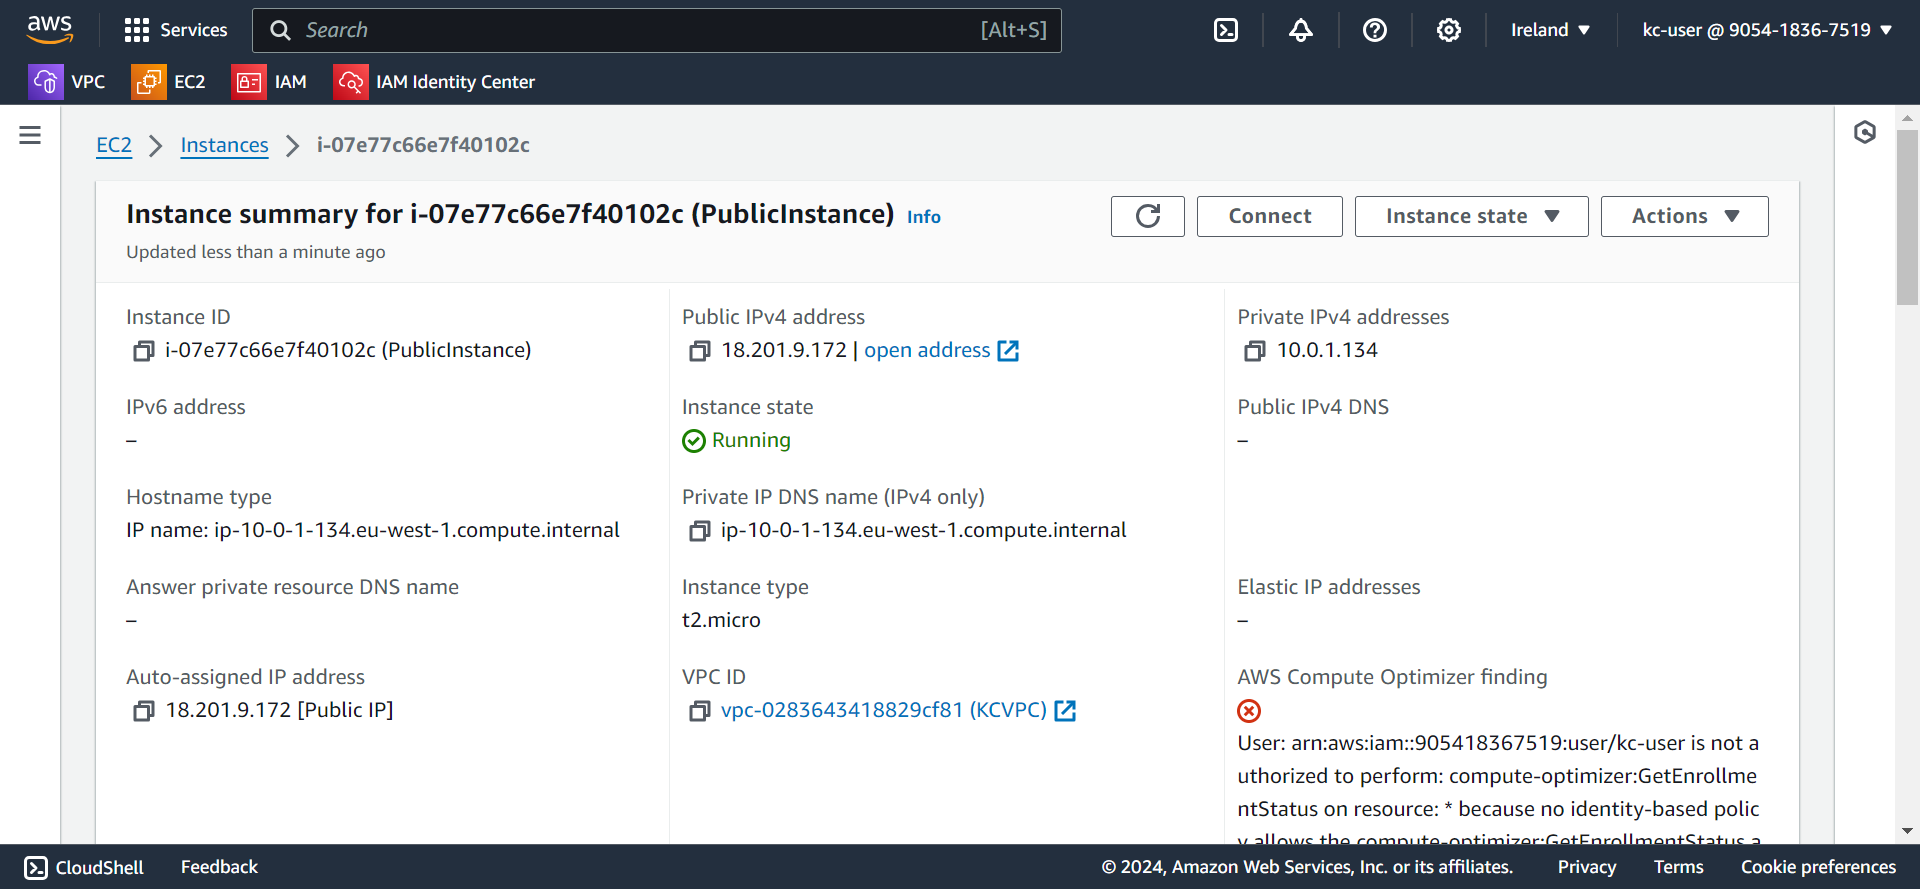 aws
Services
Search
[Alt+S]
Ireland
kc-user @ 9054-1836-7519
VPC
EC2
IAM
IAM Identity Center
EC2
Instances
i-07e77c66e7f40102c
Instance summary for i-07e77c66e7f40102c (PublicInstance) Info
Updated less than a minute ago
Connect
Instance state
Actions
Instance ID
i-07e77c66e7f40102c (PublicInstance)
Public IPv4 address
18.201.9.172 | open address
Private IPv4 addresses
10.0.1.134
IPv6 address
–
Instance state
Running
Public IPv4 DNS
–
Hostname type
IP name: ip-10-0-1-134.eu-west-1.compute.internal
Private IP DNS name (IPv4 only)
ip-10-0-1-134.eu-west-1.compute.internal
Answer private resource DNS name
–
Instance type
t2.micro
Elastic IP addresses
–
Auto-assigned IP address
18.201.9.172 [Public IP]
VPC ID
vpc-0283643418829cf81 (KCVPC)
AWS Compute Optimizer finding
User: arn:aws:iam::905418367519:user/kc-user is not a
uthorized to perform: compute-optimizer:GetEnrollme
ntStatus on resource: * because no identity-based polic
y allows the compute-optimizer:GetEnrollmentStatus a
CloudShell
Feedback
© 2024, Amazon Web Services, Inc. or its affiliates.
Privacy
Terms
Cookie preferences